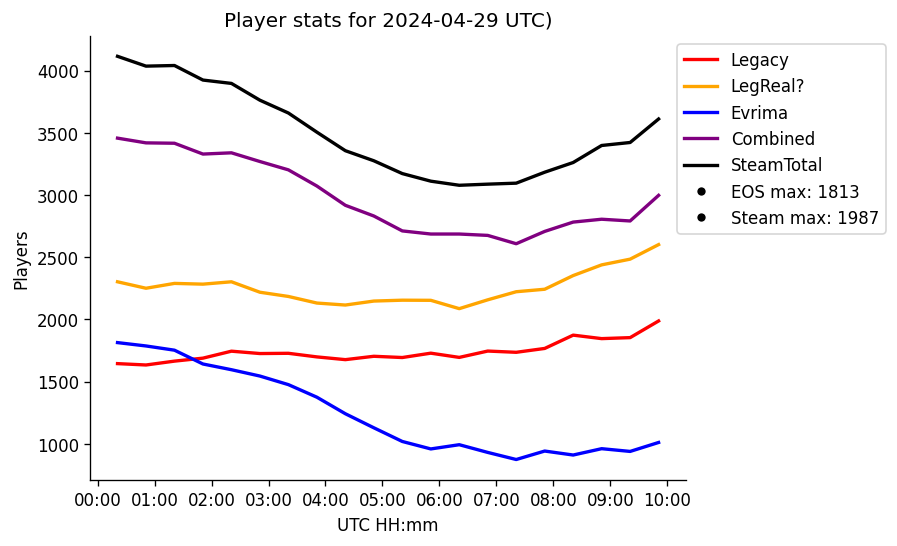 Player stats for 2024-04-29 UTC)
Legacy
LegReal?
Evrima
Combined
SteamTotal
EOS max: 1813
Steam max: 1987
Players
4000
3500
3000
2500
2000
1500
1000
00:00 01:00 02:00 03:00 04:00 05:00 06:00 07:00 08:00 09:00 10:00
UTC HH:mm